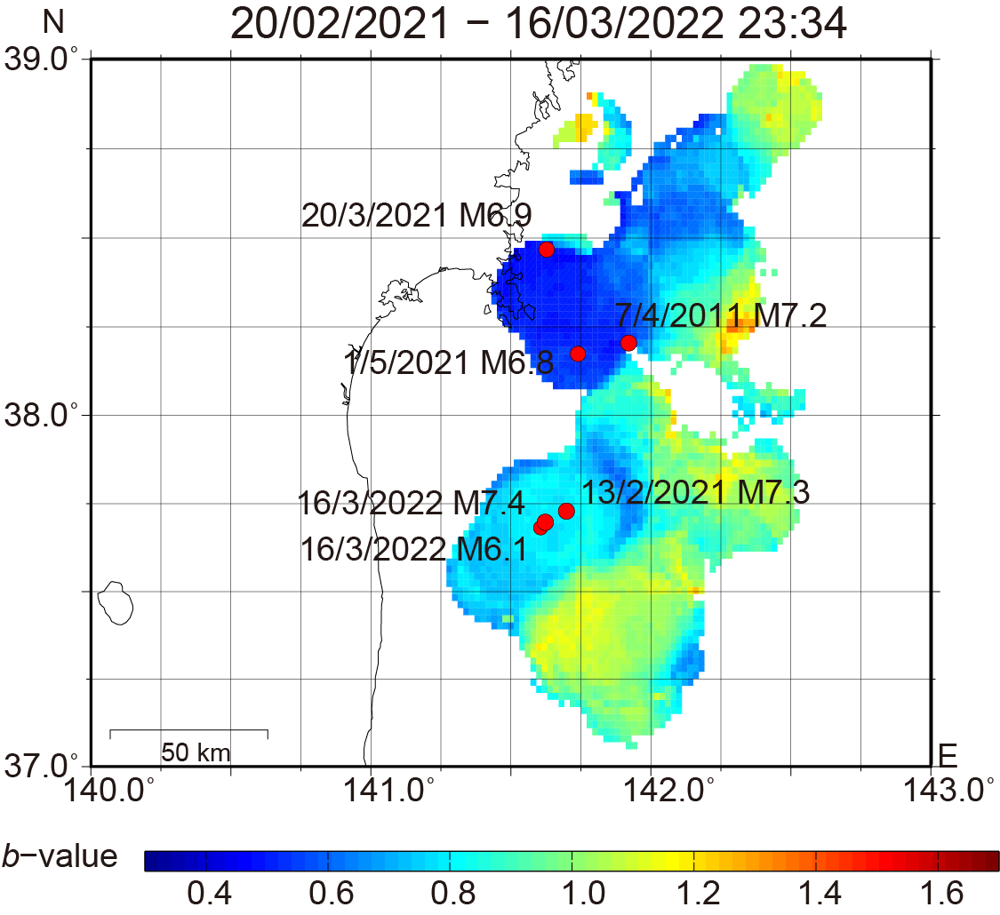 N
20/02/2021 − 16/03/2022 23:34
39.0°
20/3/2021 M6.9
7/4/2011 M7.2
1/5/2021 M6.8
38.0°
13/2/2021 M7.3
16/3/2022 M7.4
16/3/2022 M6.1
50 km
37.0°
E
140.0° 141.0° 142.0° 143.0°
b−value
0.4 0.6 0.8 1.0 1.2 1.4 1.6